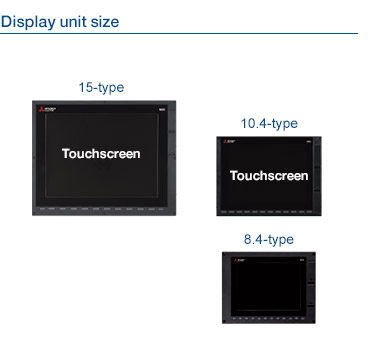 Display unit size
15-type
Touchscreen
10.4-type
Touchscreen
8.4-type